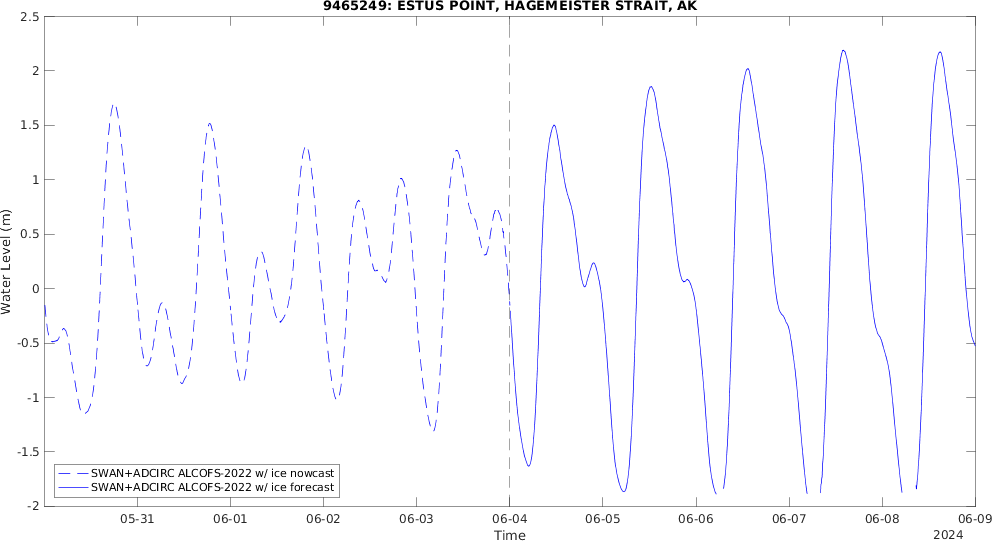 9465249: ESTUS POINT, HAGEMEISTER STRAIT, AK
2.5
2
1.5
1
0.5
0
-0.5
-1
-1.5
-2
Water Level (m)
SWAN+ADCIRC ALCOFS-2022 w/ ice nowcast
SWAN+ADCIRC ALCOFS-2022 w/ ice forecast
05-31 06-01 06-02 06-03 06-04 06-05 06-06 06-07 06-08 06-09
Time
2024